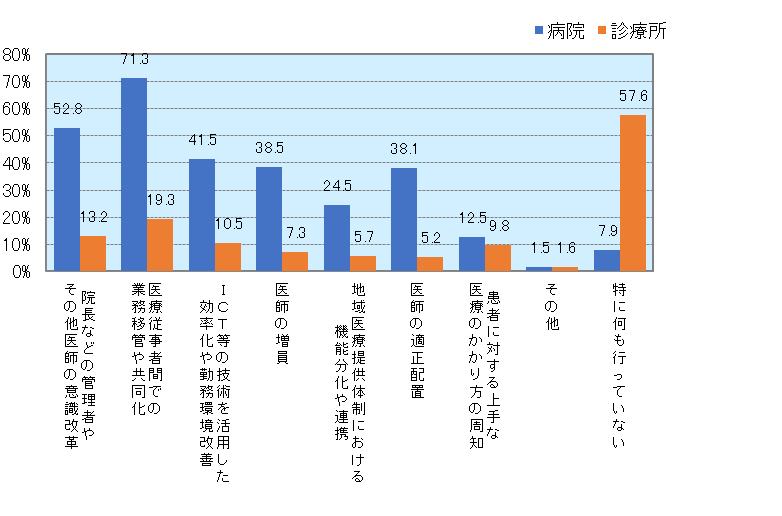 病院 診療所
80%
70%
60%
50%
40%
30%
20%
10%
0%
52.8
13.2
71.3
19.3
41.5
10.5
38.5
7.3
24.5
5.7
38.1
5.2
12.5
9.8
1.5
1.6
7.9
57.6
院長などの管理者や
その他医師の意識改革
医療従事者間での
業務移管や共同化
ICT等の技術を活用した
効率化や勤務環境改善
医師の増員
地域医療提供体制における
機能分化や連携
医師の適正配置
患者に対する上手な
医療のかかり方の周知
その他
特に何も行っていない